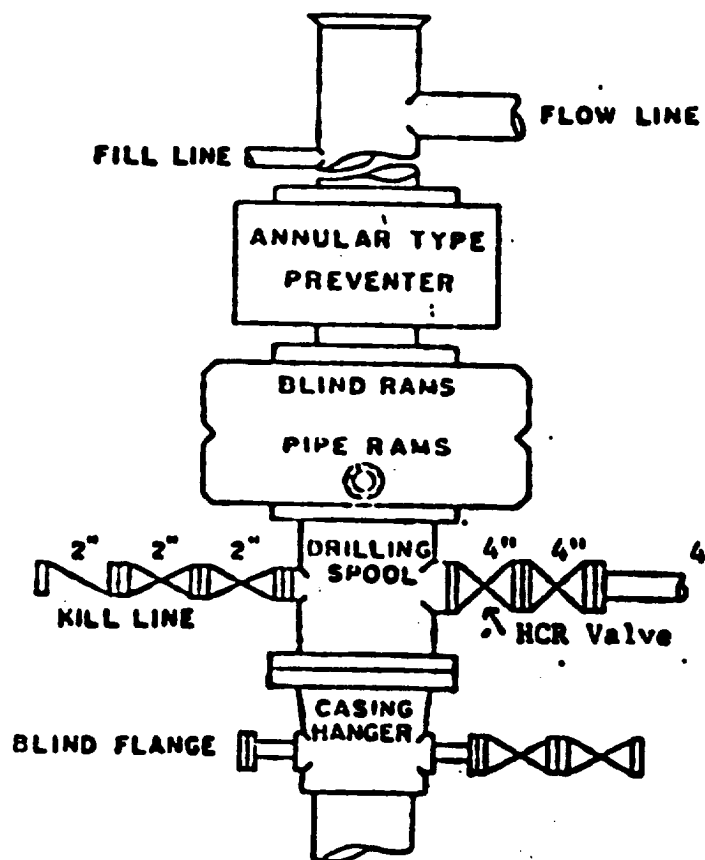 FLOW LINE
FILL LINE
ANNULAR TYPE
PREVENTER
BLIND RAMS
PIPE RAMS
2" 2" 2"
DRILLING
SPOOL
4" 4" 4
KILL LINE
HCR Valve
CASING
HANGER
BLIND FLANGE